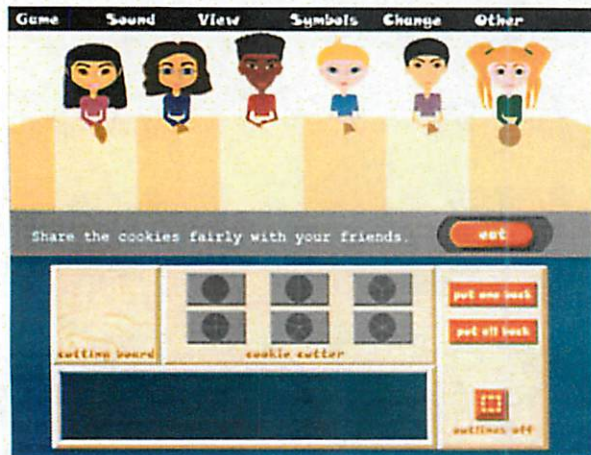 Game Sound View Symbols Change Other
Share the cookies fairly with your friends.
eat
put one back
put all back
cutting board
cookie cutter
outlines off